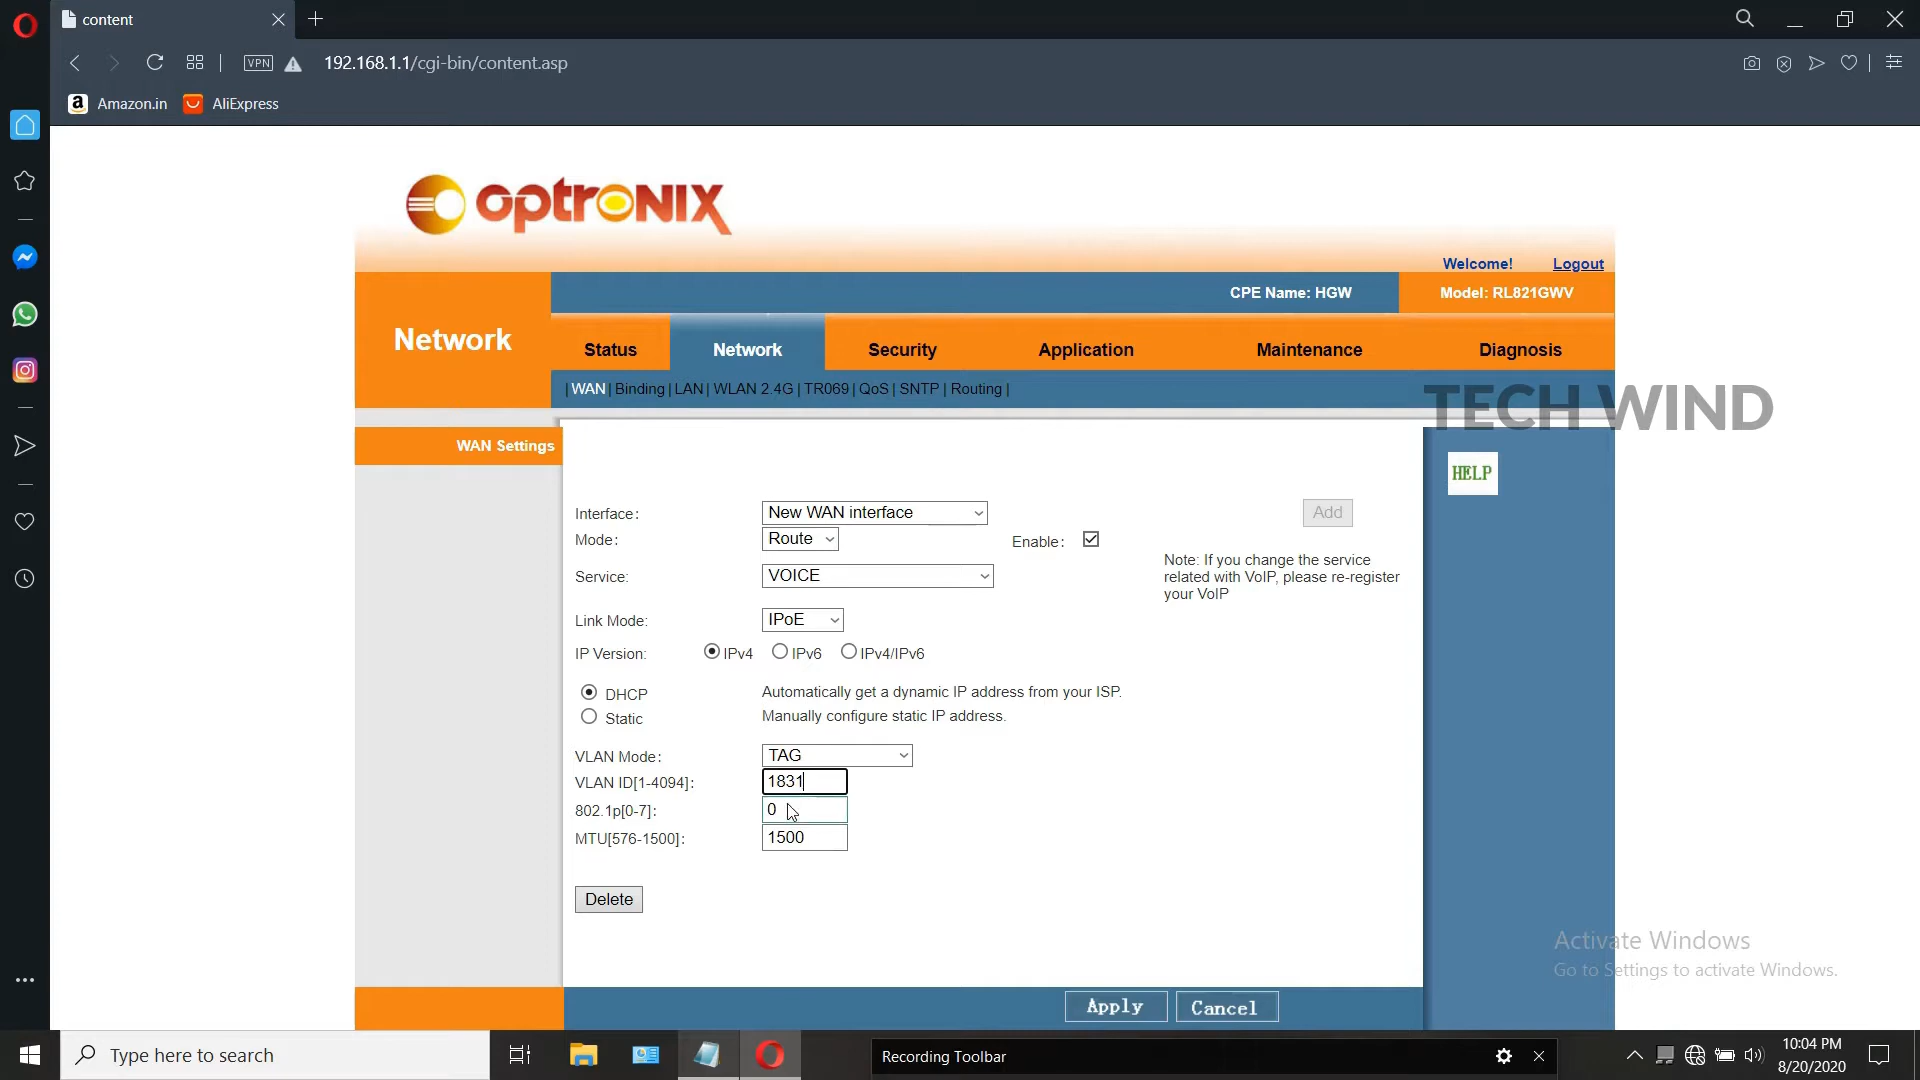 content
VPN 192.168.1.1/cgi-bin/content.asp
a Amazon.in AliExpress
optronix
Welcome! Logout
CPE Name: HGW Model: RL821GWV
Network
Status Network Security Application Maintenance Diagnosis
| WAN | Binding | LAN | WLAN 2.4G | TR069 | QoS | SNTP | Routing |
TECH WIND
WAN Settings
HELP
Interface: New WAN interface Add
Mode: Route Enable:
Note: If you change the service
related with VoIP, please re-register
your VoIP
Service: VOICE
Link Mode: IPoE
IP Version: IPv4 IPv6 IPv4/IPv6
DHCP Automatically get a dynamic IP address from your ISP.
Static Manually configure static IP address.
VLAN Mode: TAG
VLAN ID[1-4094]: 1831
802.1p[0-7]: 0
MTU[576-1500]: 1500
Delete
Activate Windows
Go to Settings to activate Windows.
Apply Cancel
Type here to search
Recording Toolbar
10:04 PM
8/20/2020